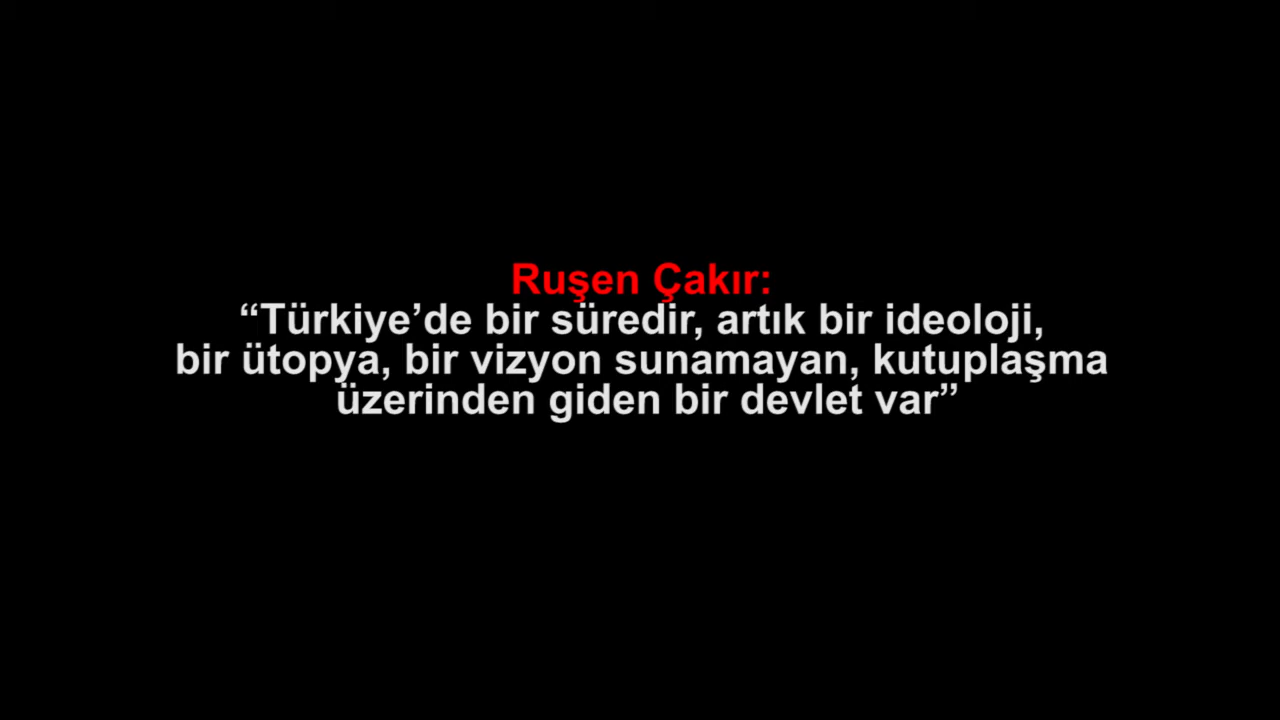 Ruşen Çakır:
“Türkiye’de bir süredir, artık bir ideoloji,
bir ütopya, bir vizyon sunamayan, kutuplaşma
üzerinden giden bir devlet var”